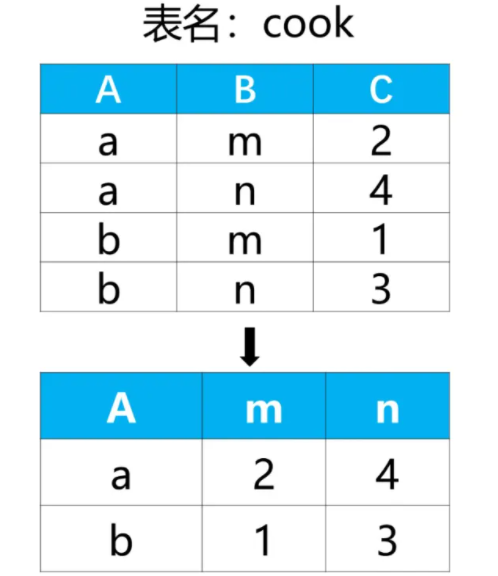 表名：cook
A B C
a m 2
a n 4
b m 1
b n 3
A m n
a 2 4
b 1 3